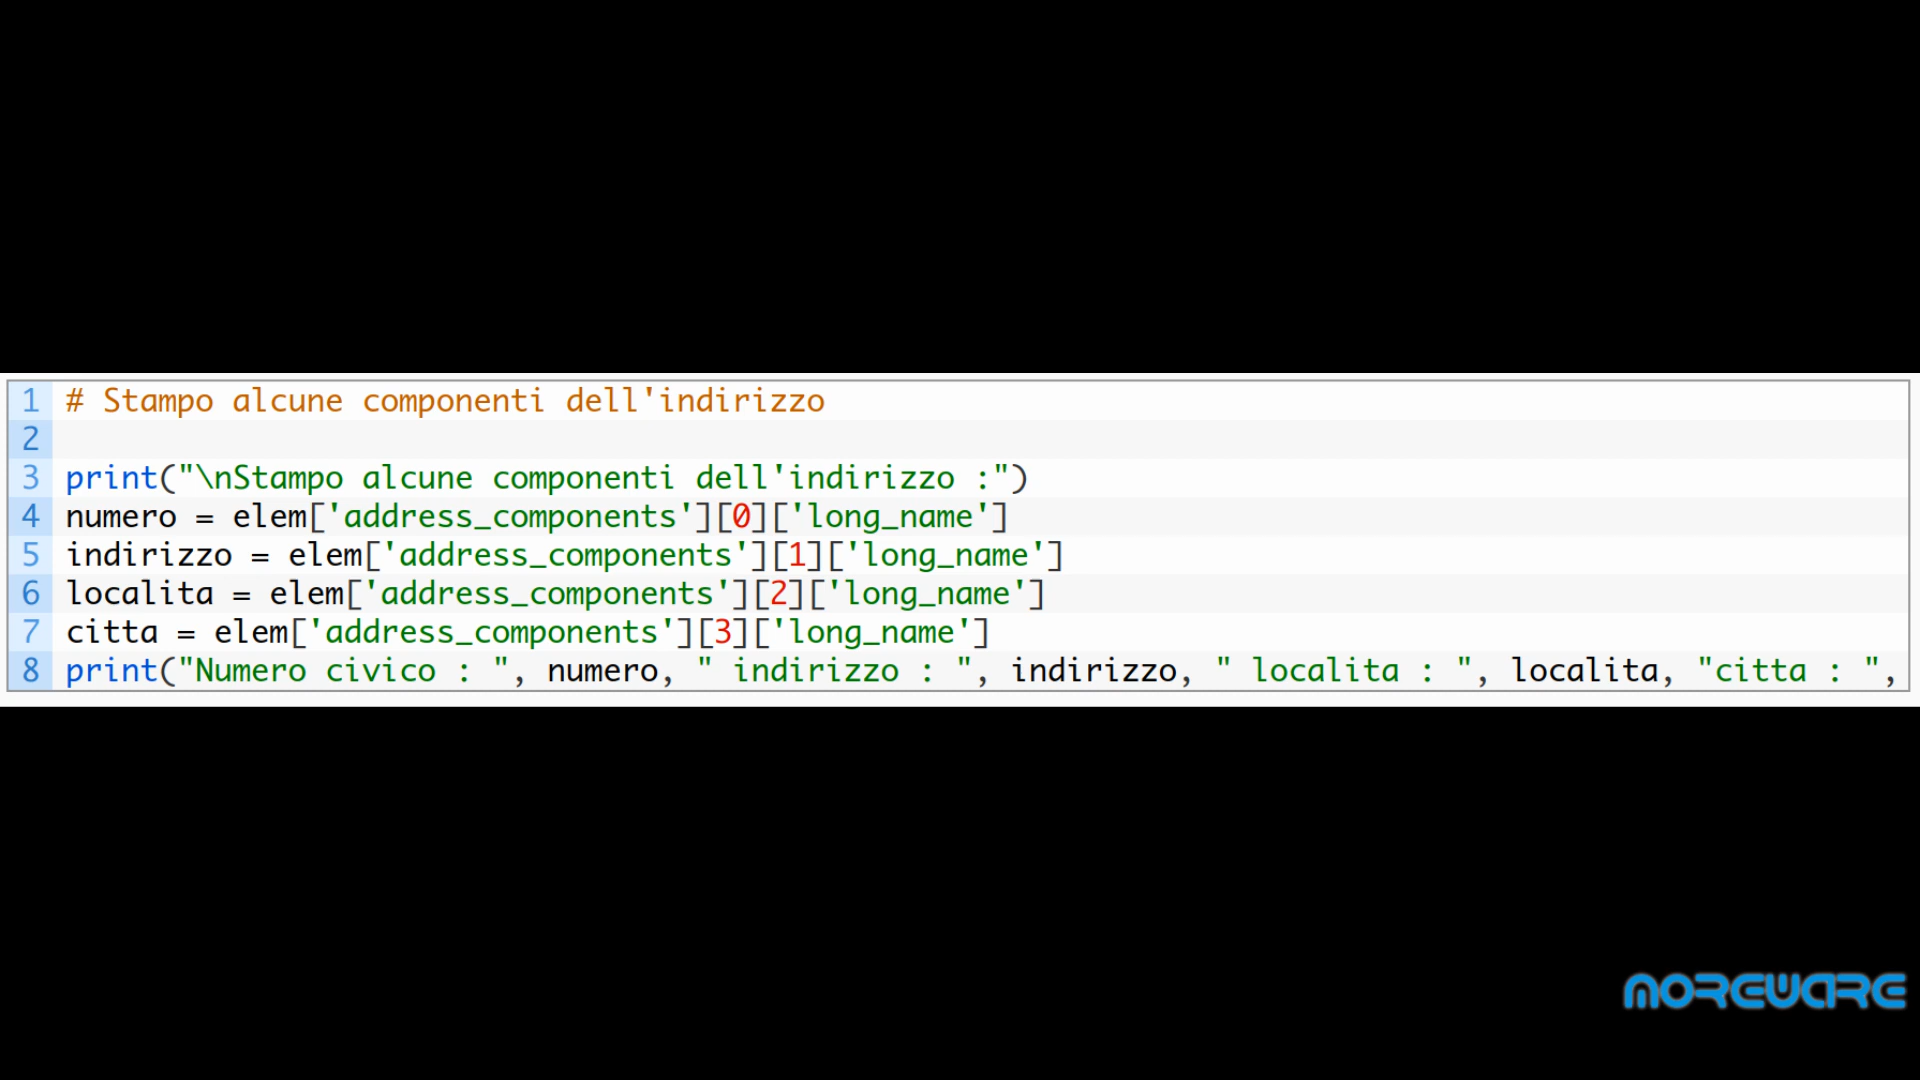 1 # Stampo alcune componenti dell'indirizzo
2
3 print("\nStampo alcune componenti dell'indirizzo :")
4 numero = elem['address_components'][0]['long_name']
5 indirizzo = elem['address_components'][1]['long_name']
6 localita = elem['address_components'][2]['long_name']
7 citta = elem['address_components'][3]['long_name']
8 print("Numero civico : ", numero, " indirizzo : ", indirizzo, " localita : ", localita, "citta : ",
MOREWARE